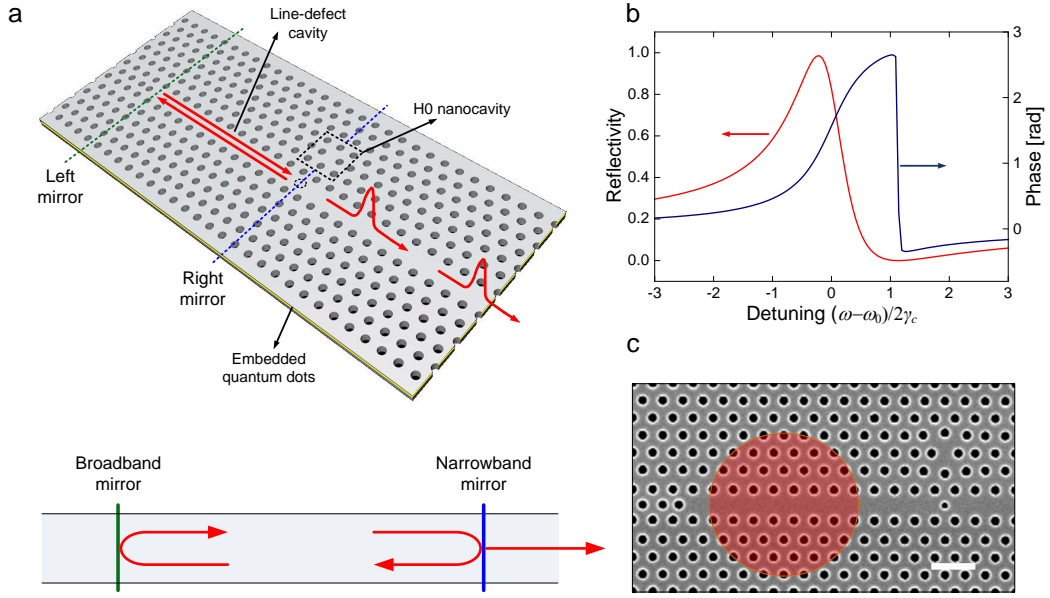 a
Line-defect
cavity
H0 nanocavity
Left
mirror
Right
mirror
Embedded
quantum dots
Broadband
mirror
Narrowband
mirror
b
1.0
0.8
0.6
0.4
0.2
0.0
Reflectivity
3
2
1
0
Phase [rad]
-3
-2
-1
0
1
2
3
Detuning (ω−ω₀)/2γc
c